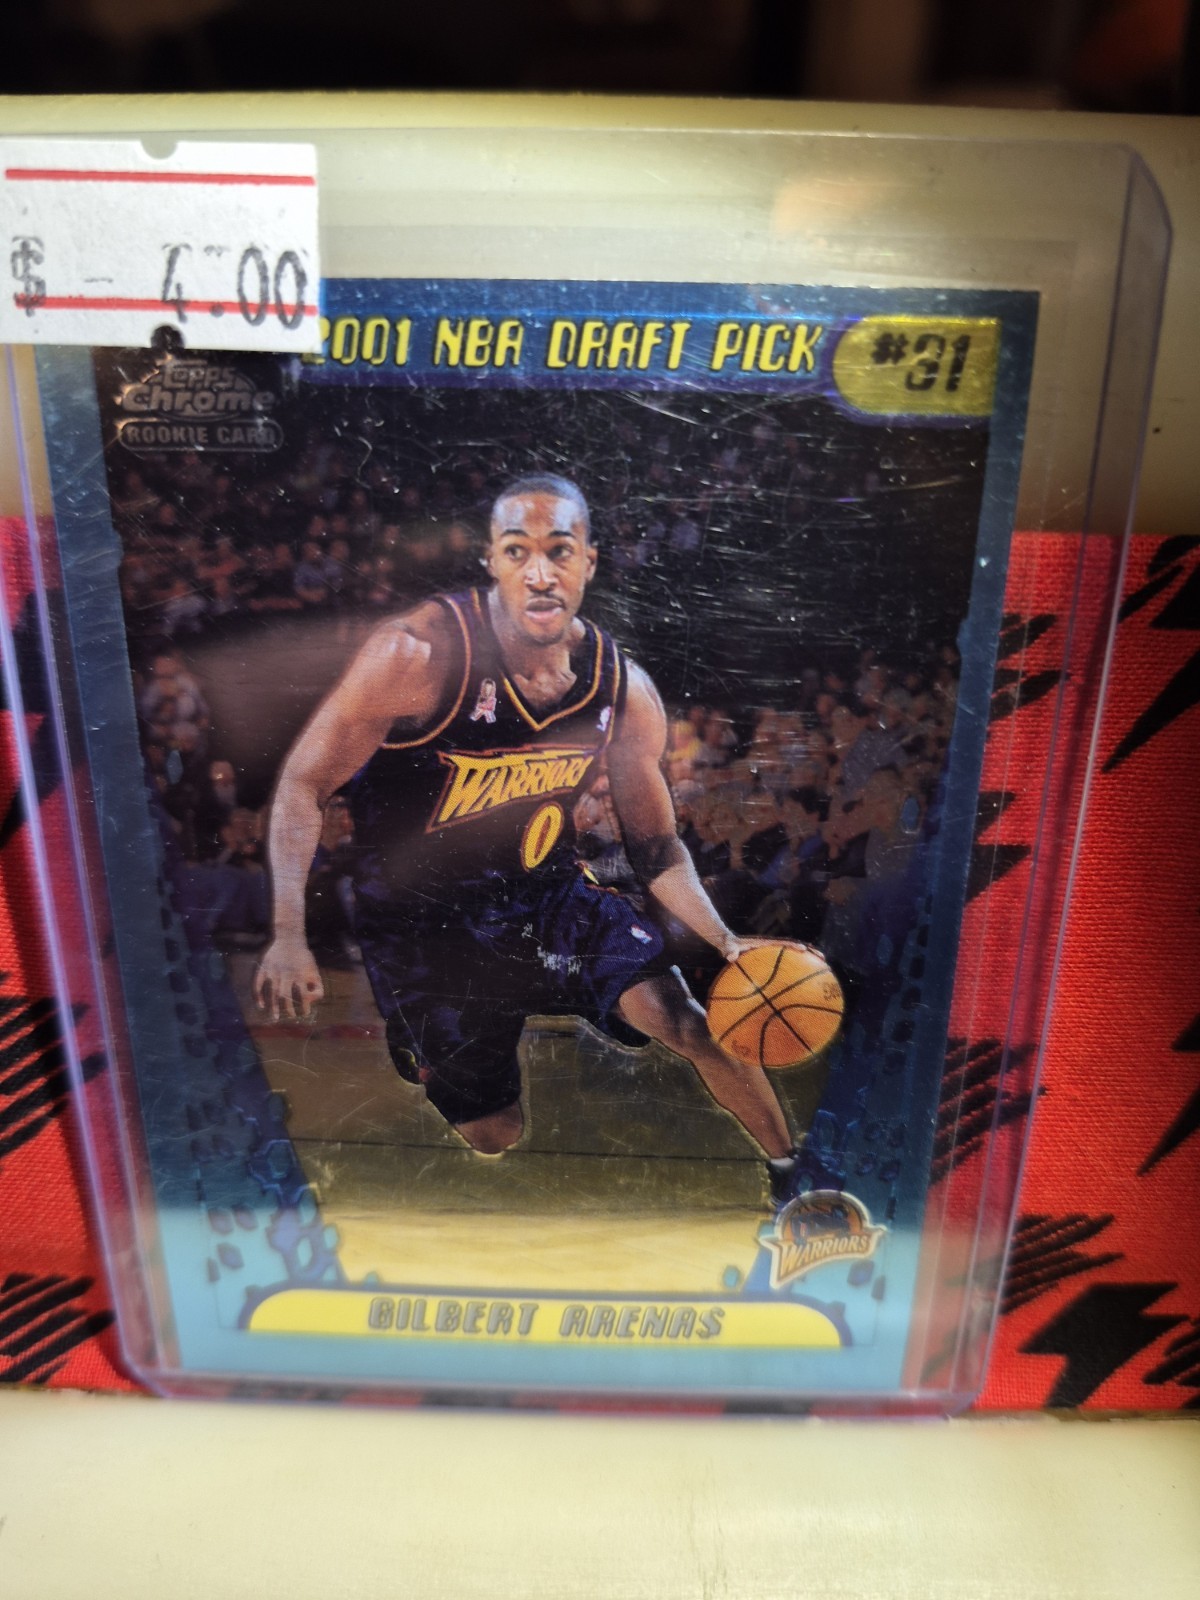 $ - 4.00
2001 NBA DRAFT PICK #31
Topps
Chrome
ROOKIE CARD
WARRIORS
0
WARRIORS
GILBERT ARENAS